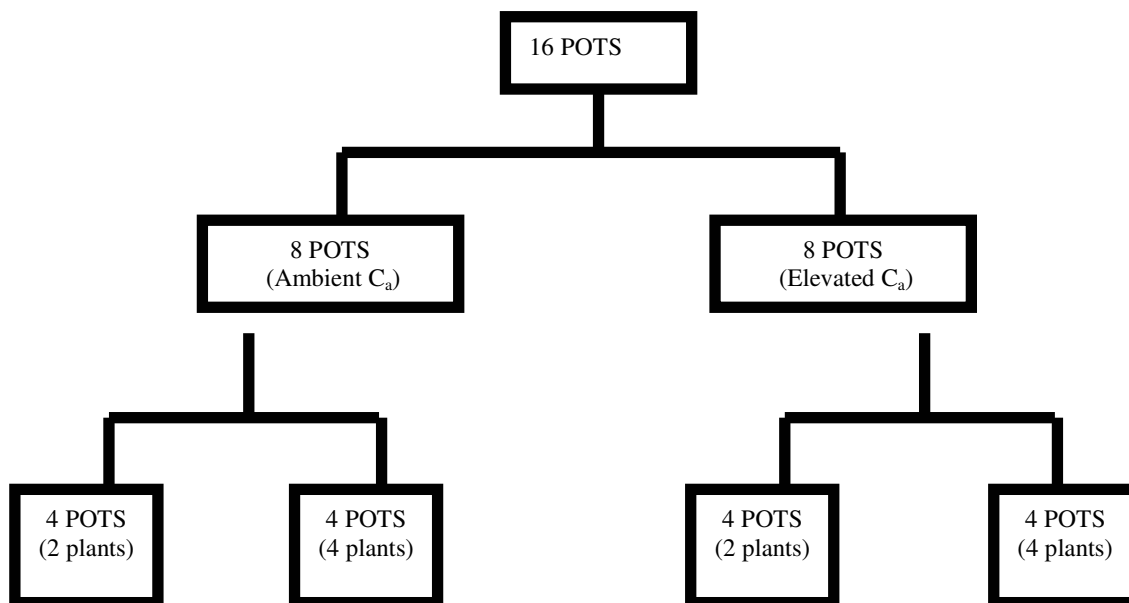 16 POTS
8 POTS
(Ambient Cₐ)
8 POTS
(Elevated Cₐ)
4 POTS
(2 plants)
4 POTS
(4 plants)
4 POTS
(2 plants)
4 POTS
(4 plants)